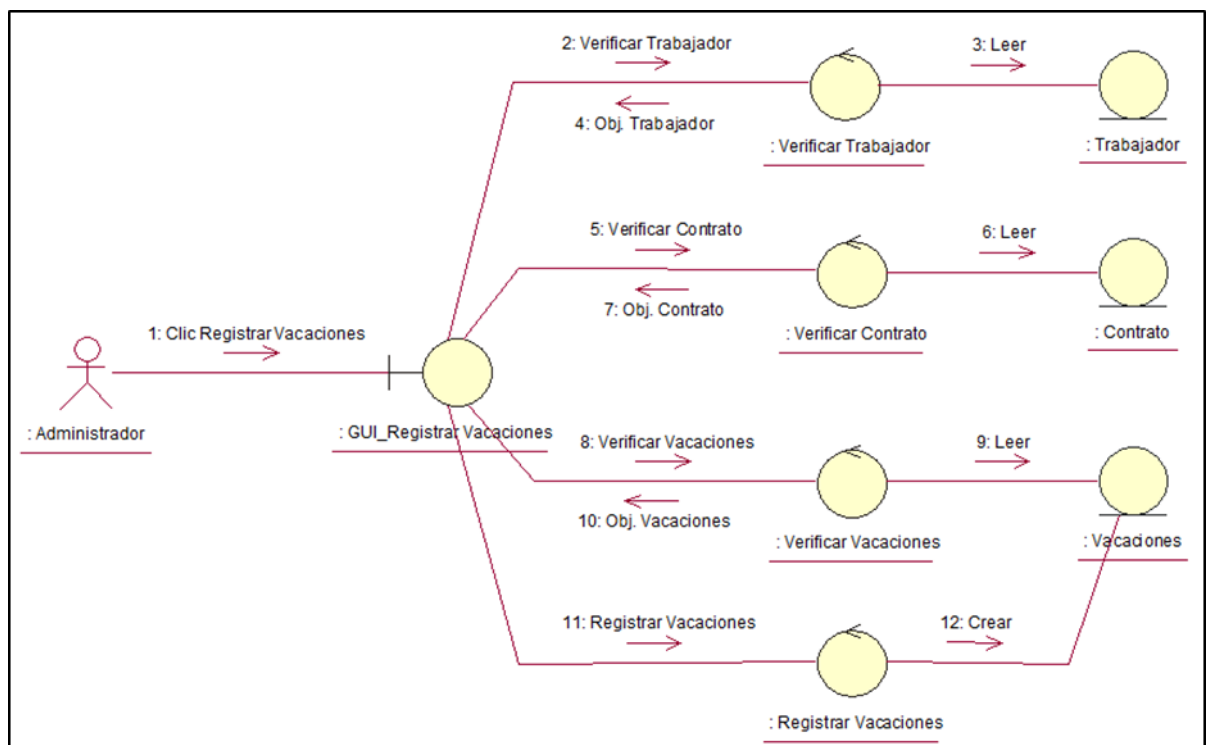 2: Verificar Trabajador
3: Leer
4: Obj. Trabajador
: Verificar Trabajador
: Trabajador
5: Verificar Contrato
6: Leer
7: Obj. Contrato
: Verificar Contrato
: Contrato
1: Clic Registrar Vacaciones
: Administrador
: GUI_Registrar Vacaciones
8: Verificar Vacaciones
9: Leer
10: Obj. Vacaciones
: Verificar Vacaciones
: Vacaciones
11: Registrar Vacaciones
12: Crear
: Registrar Vacaciones